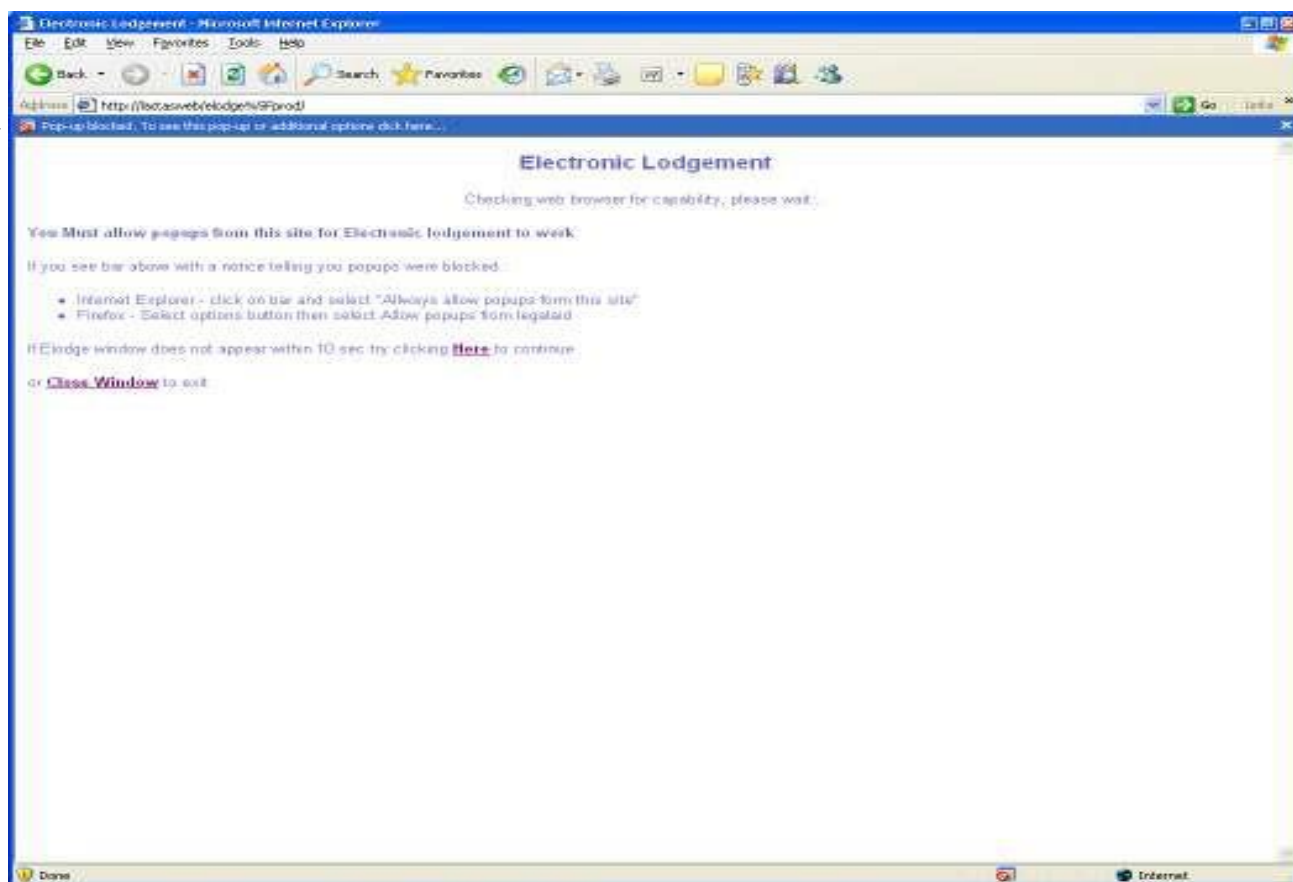 Electronic Lodgement - Microsoft Internet Explorer
File Edit View Favorites Tools Help
Back Search Favorites
Address http:// Go Links
Pop-up blocked. To see this pop-up or additional options click here...
Electronic Lodgement
Checking web browser for capability, please wait..
You Must allow popups from this site for Electronic lodgement to work
If you see bar above with a notice telling you popups were blocked.
Internet Explorer - click on bar and select "Always allow popups form this site"
Firefox - Select options button then select Allow popups from legalaid
If Elodge window does not appear within 10 sec try clicking Here to continue
or Close Window to exit
Done Internet